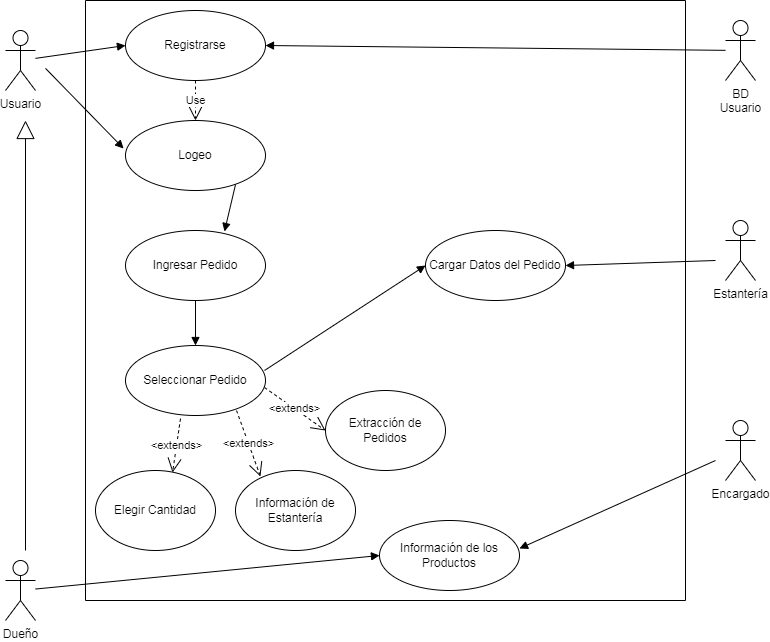 Registrarse
Usuario
BD
Usuario
Use
Logeo
Ingresar Pedido
Cargar Datos del Pedido
Estantería
Seleccionar Pedido
<extends>
Extracción de
Pedidos
<extends>
<extends>
Elegir Cantidad
Información de
Estantería
Encargado
Información de los
Productos
Dueño